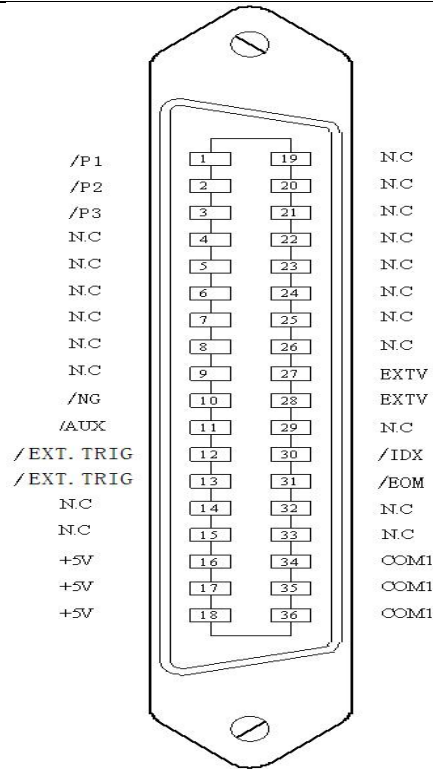 /P1 1 19 N.C
/P2 2 20 N.C
/P3 3 21 N.C
N.C 4 22 N.C
N.C 5 23 N.C
N.C 6 24 N.C
N.C 7 25 N.C
N.C 8 26 N.C
N.C 9 27 EXTV
/NG 10 28 EXTV
/AUX 11 29 N.C
/EXT. TRIG 12 30 /IDX
/EXT. TRIG 13 31 /EOM
N.C 14 32 N.C
N.C 15 33 N.C
+5V 16 34 COM1
+5V 17 35 COM1
+5V 18 36 COM1